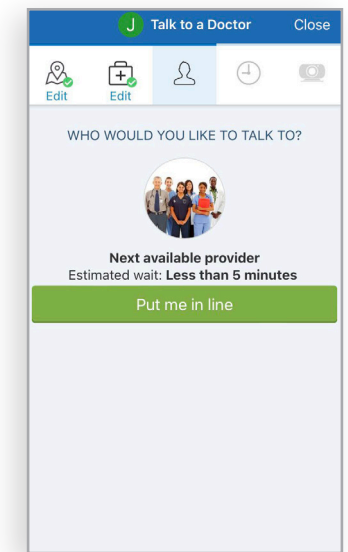 J Talk to a Doctor Close
Edit Edit
WHO WOULD YOU LIKE TO TALK TO?
Next available provider
Estimated wait: Less than 5 minutes
Put me in line